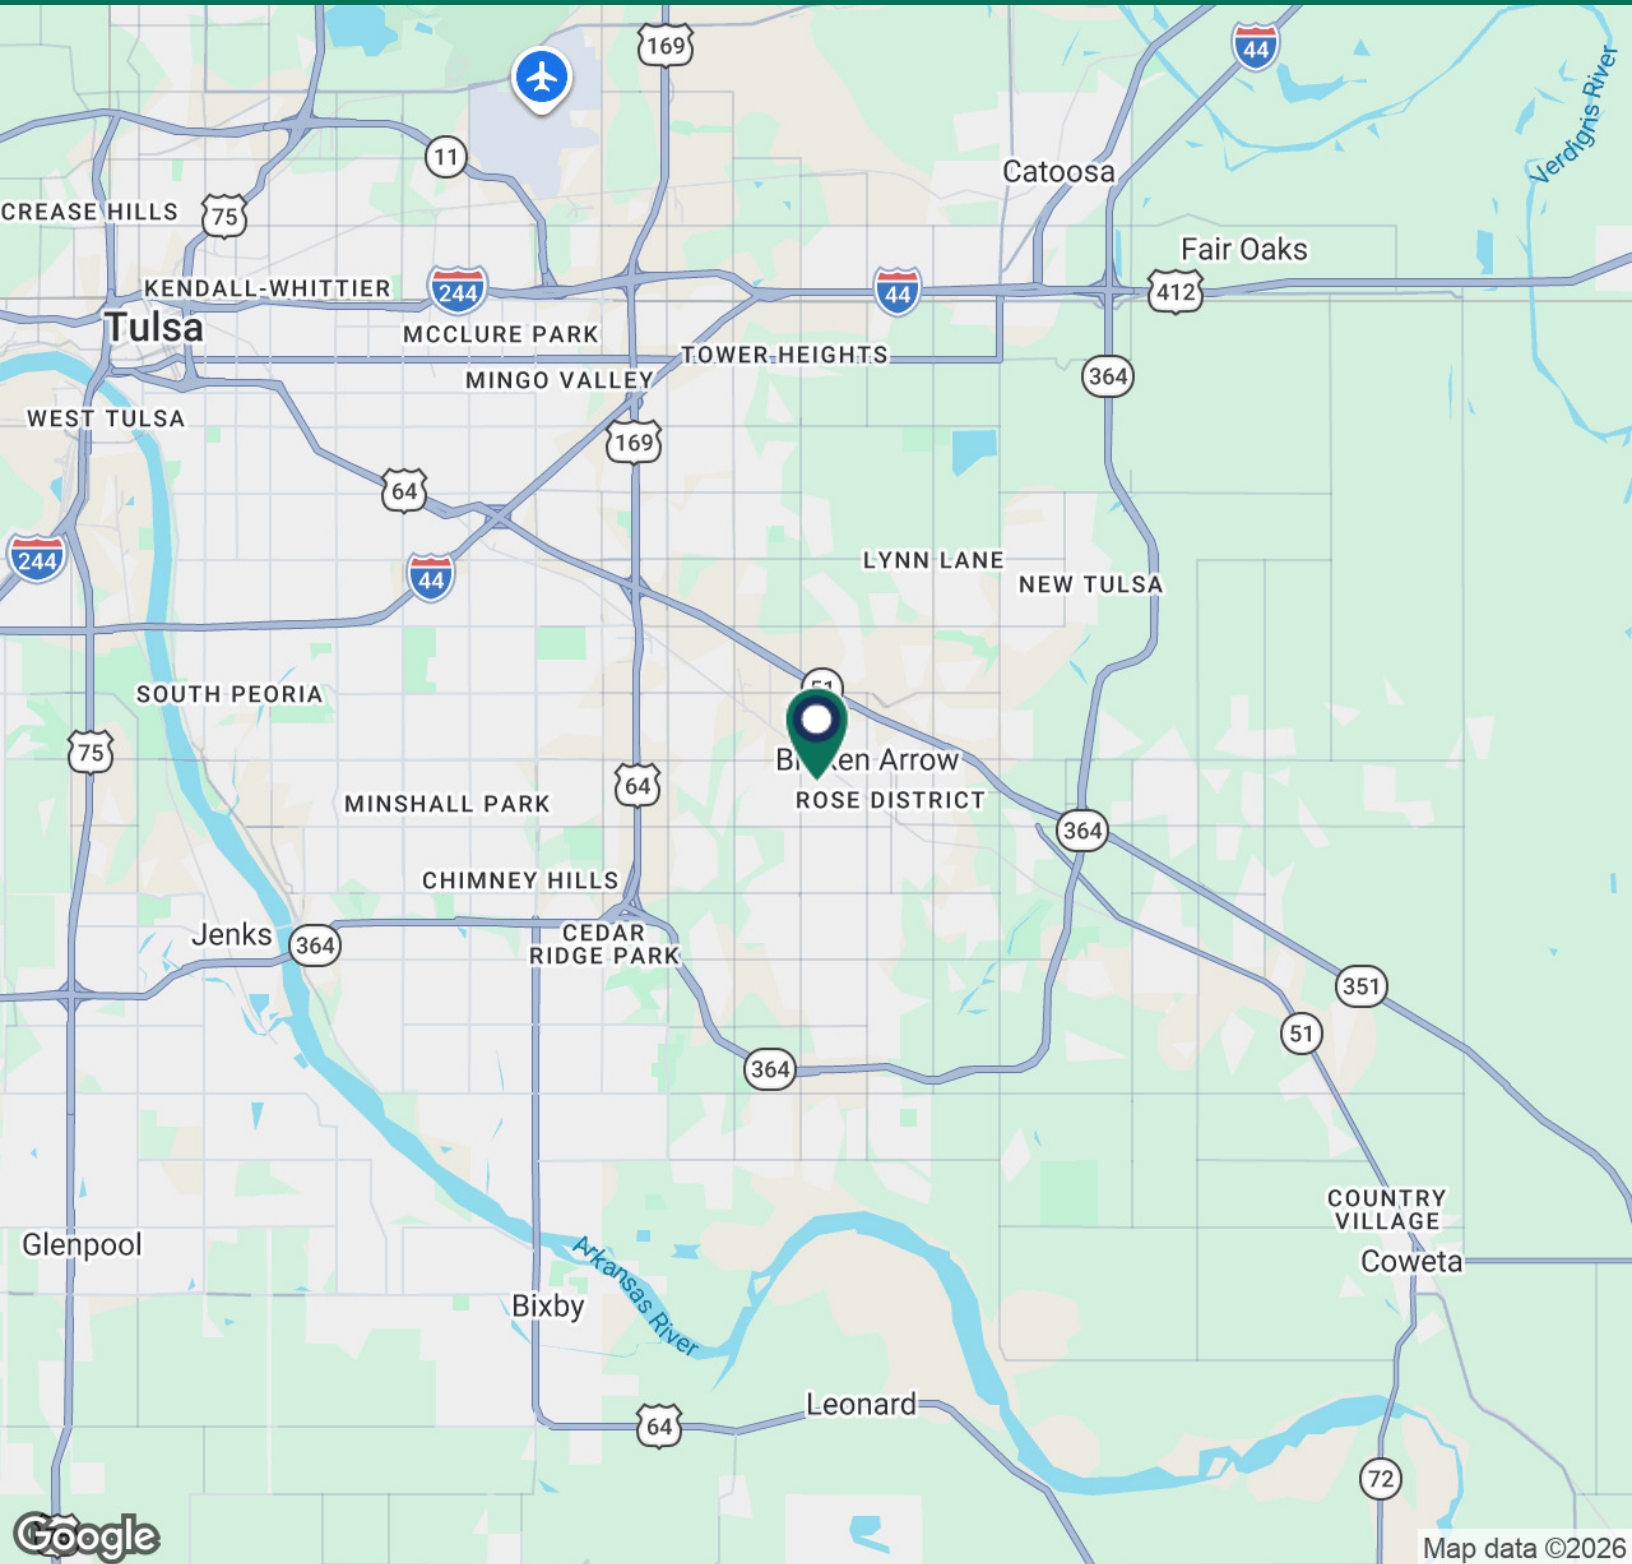 169
44
Verdigris River
11
Catoosa
CREASE HILLS
75
Fair Oaks
KENDALL-WHITTIER
244
44
412
Tulsa
MCCLURE PARK
TOWER HEIGHTS
MINGO VALLEY
364
WEST TULSA
169
64
244
44
LYNN LANE
NEW TULSA
51
SOUTH PEORIA
75
Broken Arrow
64
MINSHALL PARK
ROSE DISTRICT
364
CHIMNEY HILLS
Jenks
364
CEDAR
RIDGE PARK
351
51
364
COUNTRY
VILLAGE
Glenpool
Arkansas River
Coweta
Bixby
Leonard
64
72
Google
Map data ©2026